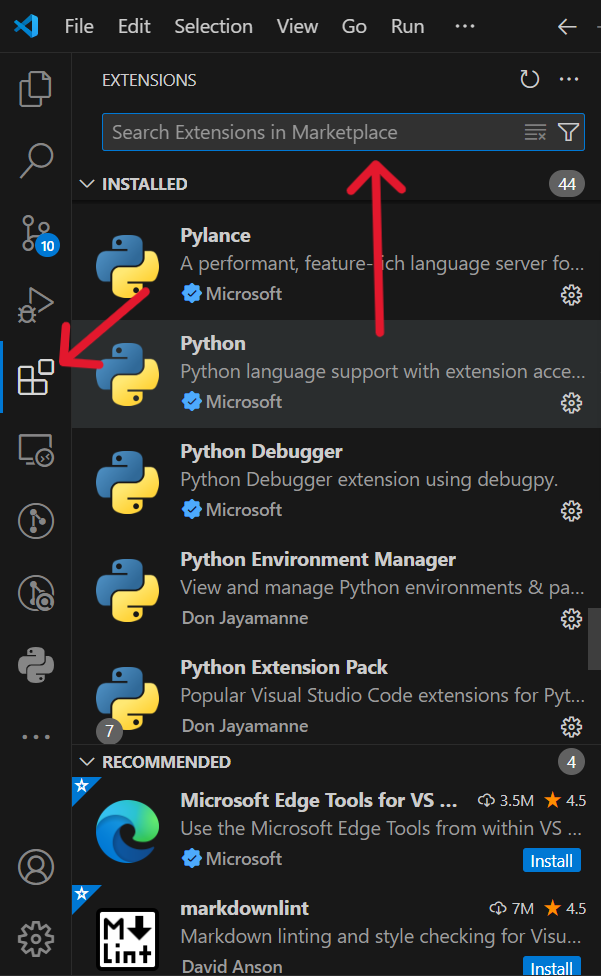 File Edit Selection View Go Run ...
EXTENSIONS
Search Extensions in Marketplace
INSTALLED 44
Pylance
A performant, feature-rich language server fo...
Microsoft
10
Python
Python language support with extension acce...
Microsoft
Python Debugger
Python Debugger extension using debugpy.
Microsoft
Python Environment Manager
View and manage Python environments & pa...
Don Jayamanne
Python Extension Pack
Popular Visual Studio Code extensions for Pyt...
7 Don Jayamanne
RECOMMENDED 4
Microsoft Edge Tools for VS ... 3.5M 4.5
Use the Microsoft Edge Tools from within VS ...
Microsoft Install
markdownlint 7M 4.5
M Lint
Markdown linting and style checking for Visu...
David Anson Install